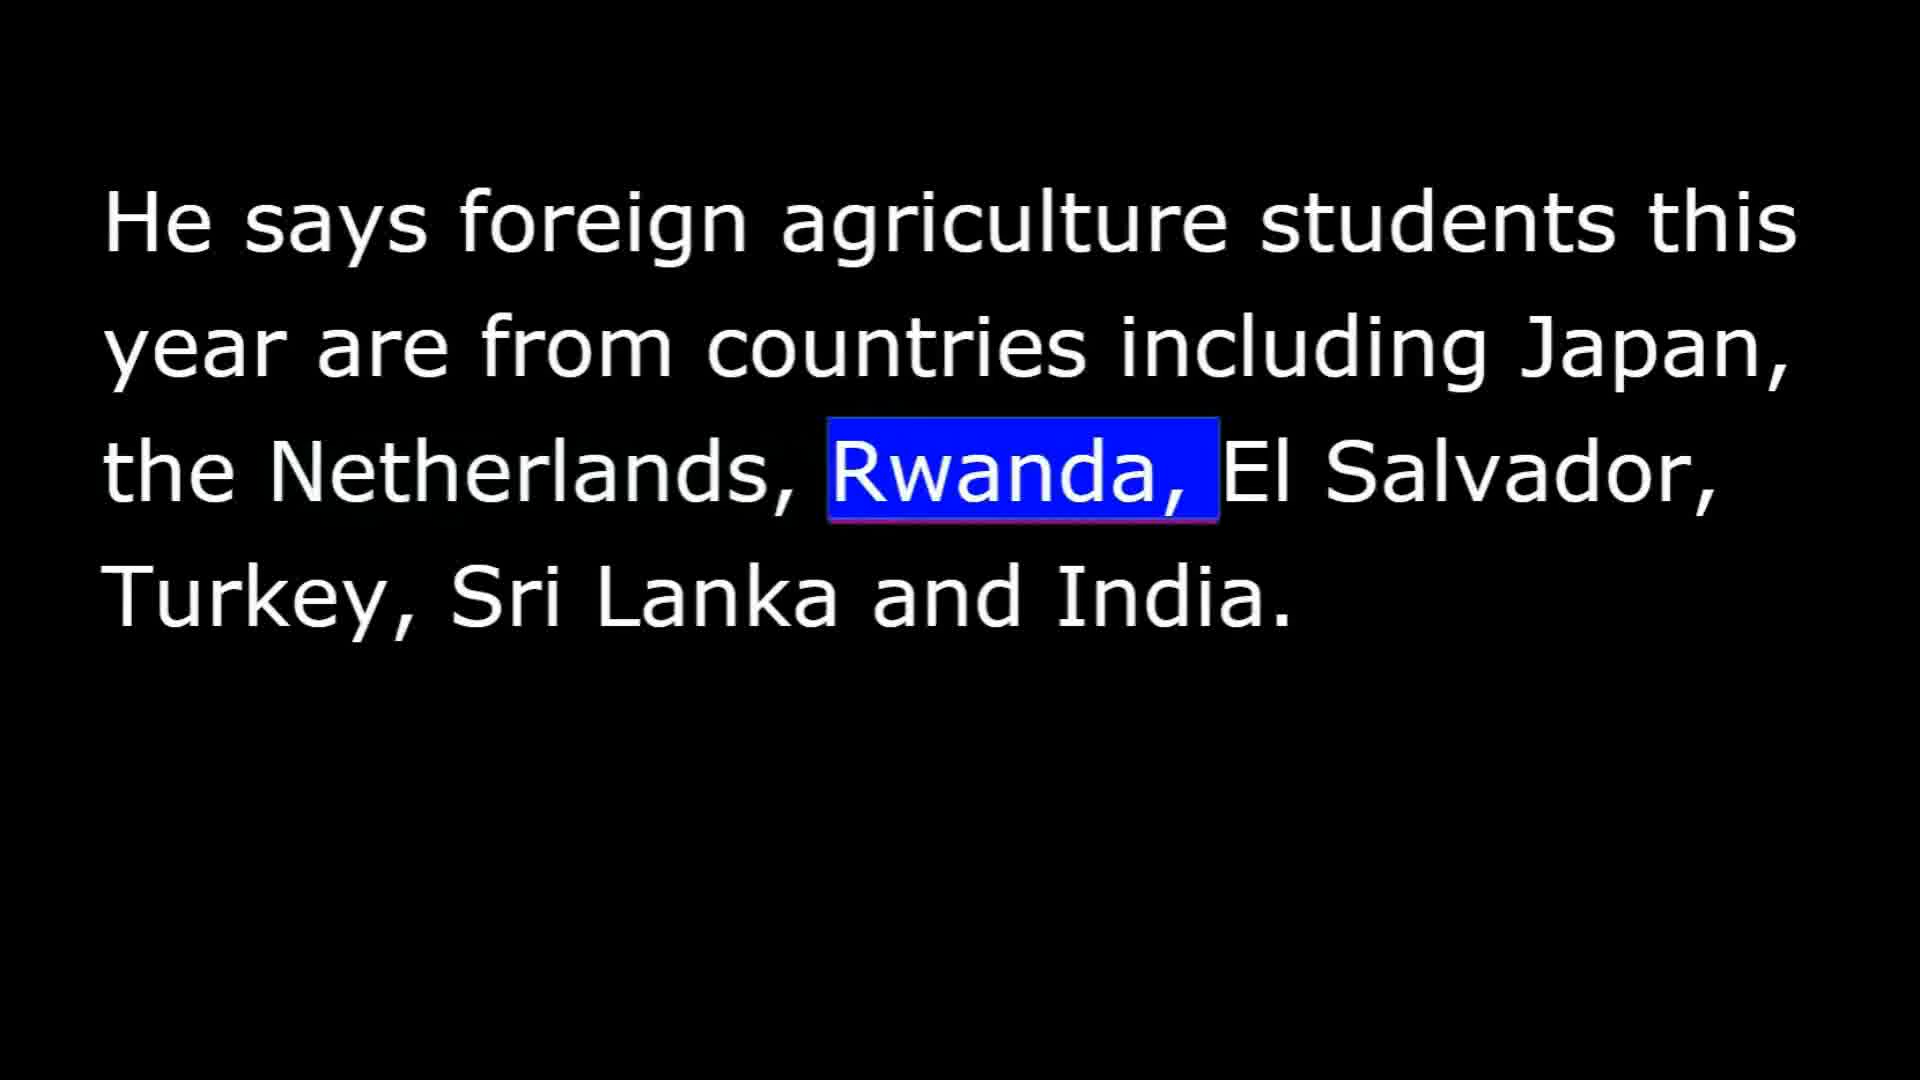 He says foreign agriculture students this
year are from countries including Japan,
the Netherlands, Rwanda, El Salvador,
Turkey, Sri Lanka and India.